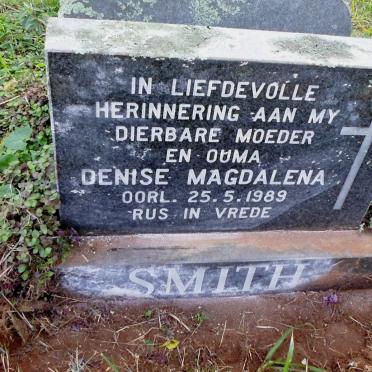 IN LIEFDEVOLLE
HERINNERING AAN MY
DIERBARE MOEDER
EN OUMA
DENISE MAGDALENA
OORL. 25.5.1989
RUS IN VREDE
SMITH